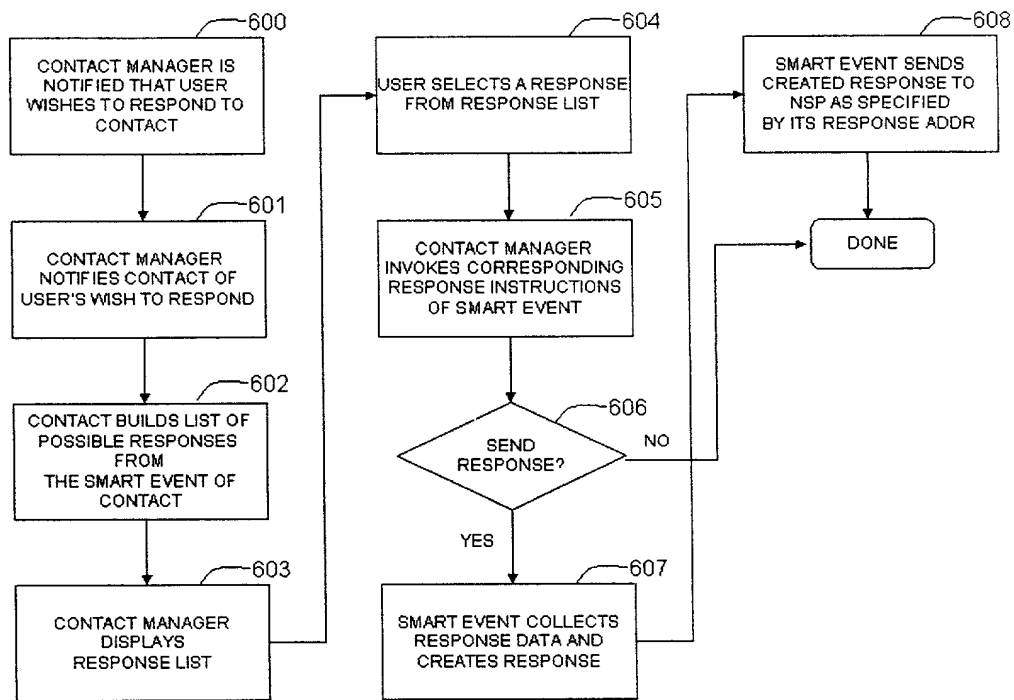 600
CONTACT MANAGER IS
NOTIFIED THAT USER
WISHES TO RESPOND TO
CONTACT
601
CONTACT MANAGER
NOTIFIES CONTACT OF
USER'S WISH TO RESPOND
602
CONTACT BUILDS LIST OF
POSSIBLE RESPONSES
FROM
THE SMART EVENT OF
CONTACT
603
CONTACT MANAGER
DISPLAYS
RESPONSE LIST
604
USER SELECTS A RESPONSE
FROM RESPONSE LIST
605
CONTACT MANAGER
INVOKES CORRESPONDING
RESPONSE INSTRUCTIONS
OF SMART EVENT
606
SEND
RESPONSE?
NO
YES
607
SMART EVENT COLLECTS
RESPONSE DATA AND
CREATES RESPONSE
608
SMART EVENT SENDS
CREATED RESPONSE TO
NSP AS SPECIFIED
BY ITS RESPONSE ADDR
DONE